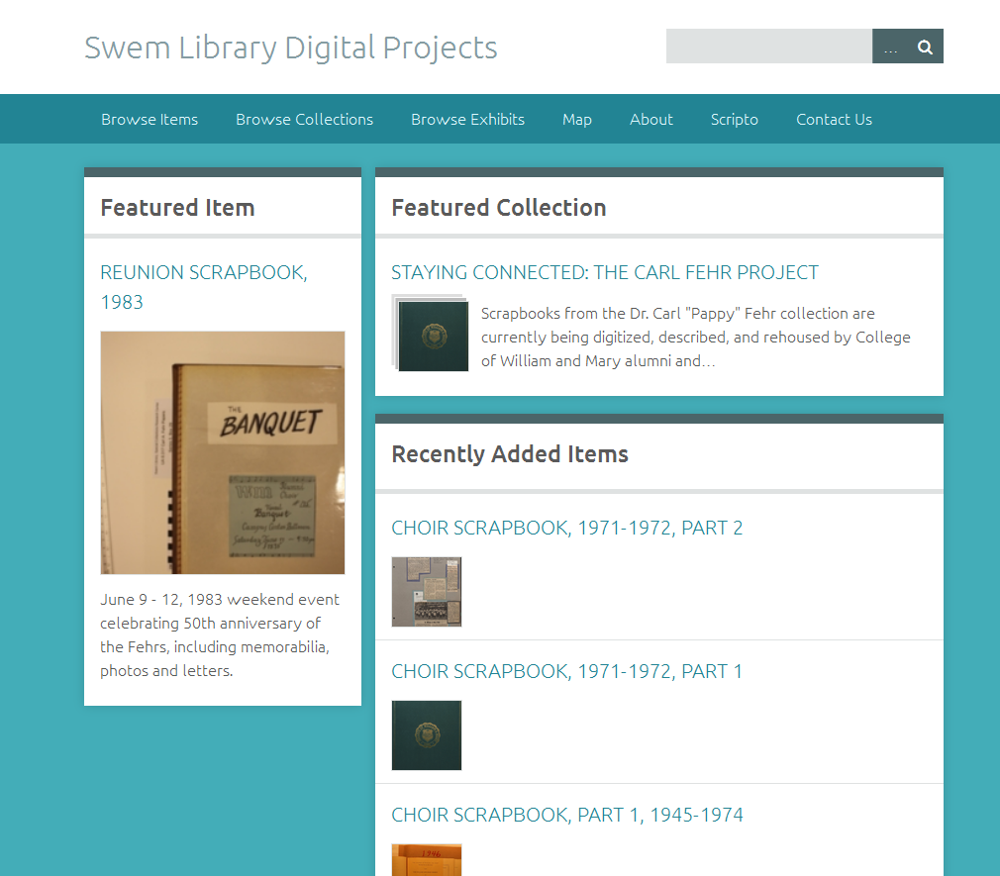 Swem Library Digital Projects
...
Browse Items Browse Collections Browse Exhibits Map About Scripto Contact Us
Featured Item
REUNION SCRAPBOOK,
1983
THE
BANQUET
Banquet
June 9 - 12, 1983 weekend event
celebrating 50th anniversary of
the Fehrs, including memorabilia,
photos and letters.
Featured Collection
STAYING CONNECTED: THE CARL FEHR PROJECT
Scrapbooks from the Dr. Carl "Pappy" Fehr collection are
currently being digitized, described, and rehoused by College
of William and Mary alumni and…
Recently Added Items
CHOIR SCRAPBOOK, 1971-1972, PART 2
CHOIR SCRAPBOOK, 1971-1972, PART 1
CHOIR SCRAPBOOK, PART 1, 1945-1974
1946